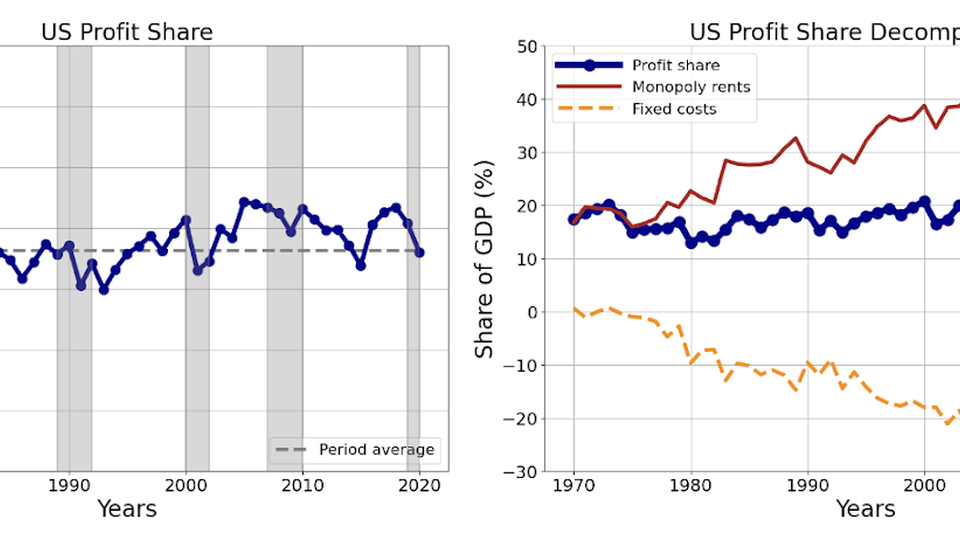 US Profit Share
Period average
1990 2000 2010 2020
Years
US Profit Share Decomp
Profit share
Monopoly rents
Fixed costs
Share of GDP (%)
50
40
30
20
10
0
−10
−20
−30
1970 1980 1990 2000
Years